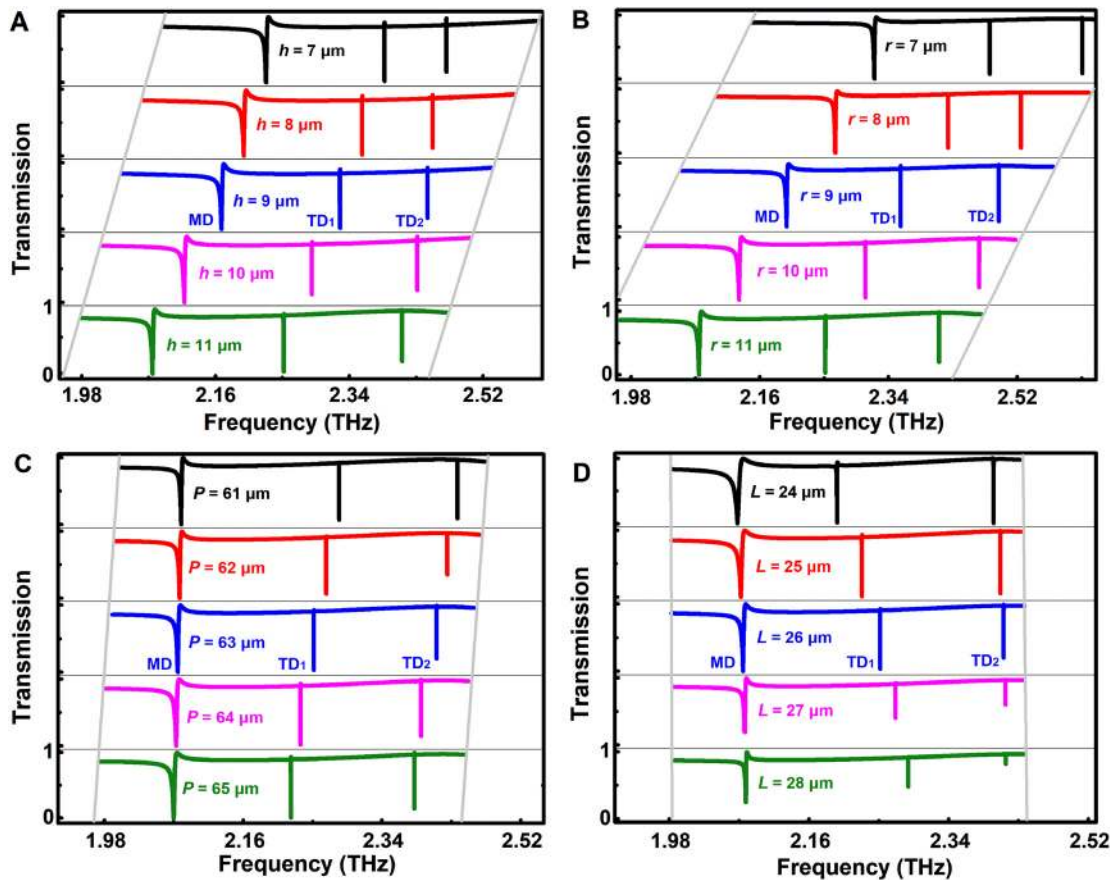 A
Transmission
h = 7 μm
h = 8 μm
h = 9 μm
MD
TD1
TD2
h = 10 μm
1
h = 11 μm
0
1.98
2.16
2.34
2.52
Frequency (THz)
B
Transmission
r = 7 μm
r = 8 μm
r = 9 μm
MD
TD1
TD2
r = 10 μm
1
r = 11 μm
0
1.98
2.16
2.34
2.52
Frequency (THz)
C
Transmission
P = 61 μm
P = 62 μm
P = 63 μm
MD
TD1
TD2
P = 64 μm
1
P = 65 μm
0
1.98
2.16
2.34
2.52
Frequency (THz)
D
Transmission
L = 24 μm
L = 25 μm
L = 26 μm
MD
TD1
TD2
L = 27 μm
1
L = 28 μm
0
1.98
2.16
2.34
2.52
Frequency (THz)